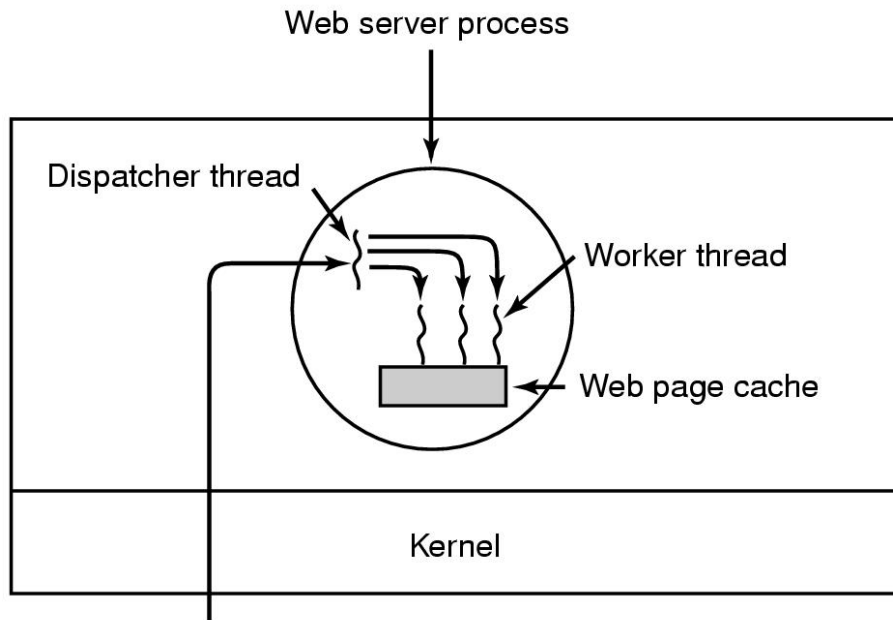 Web server process
Dispatcher thread
Worker thread
Web page cache
Kernel